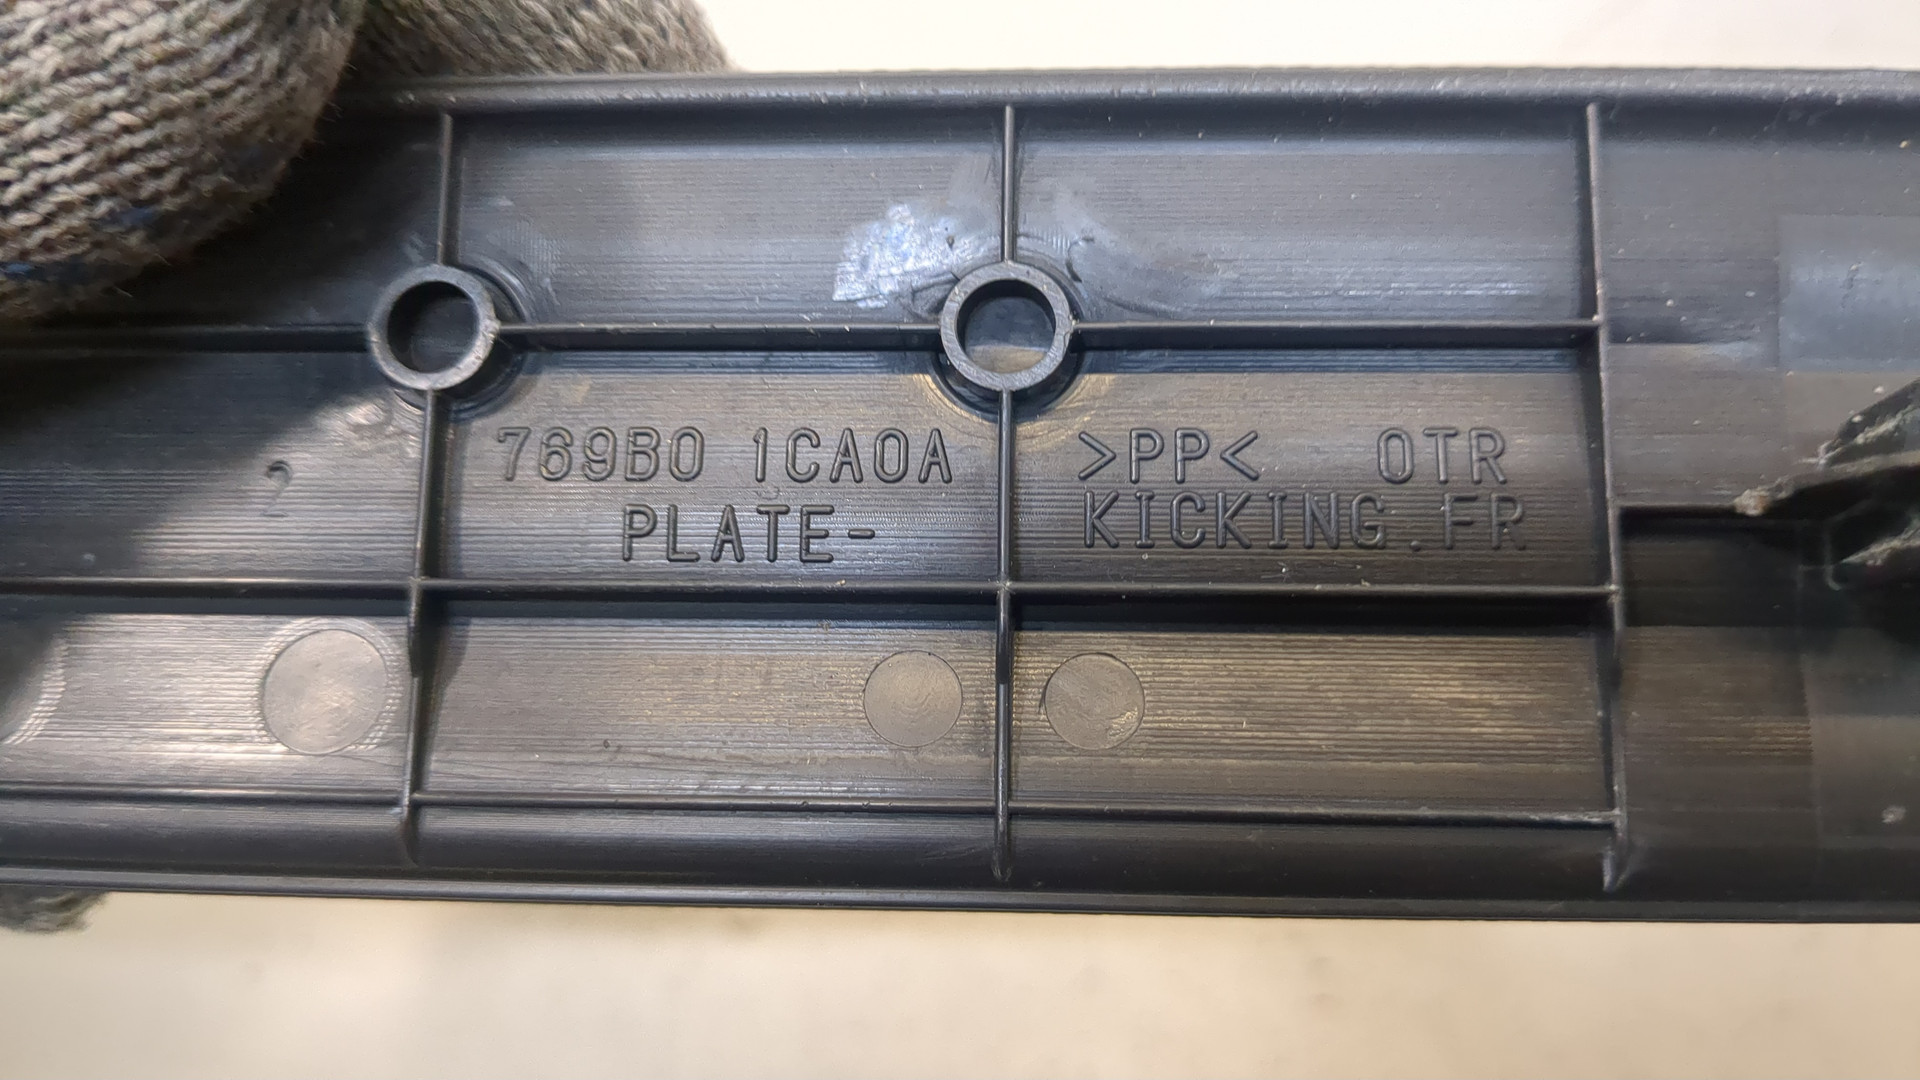 2
769B0 1CA0A >PP< OTR
PLATE- KICKING.FR